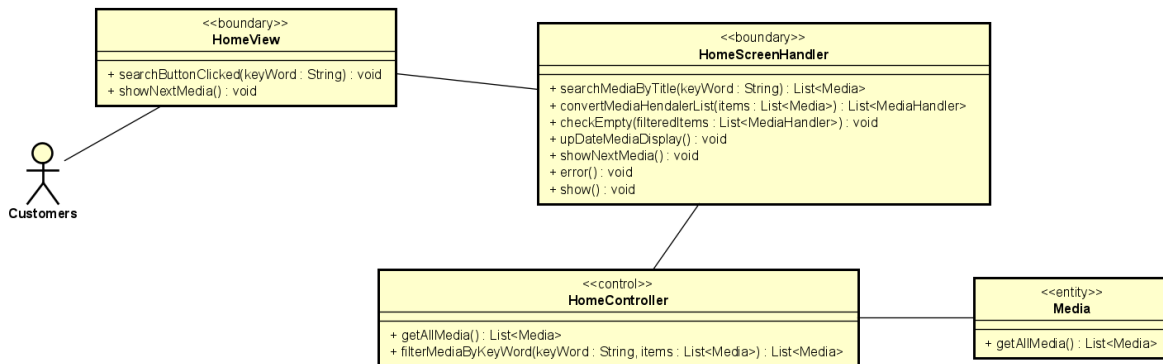 <<boundary>>
HomeView
+ searchButtonClicked(keyWord : String) : void
+ showNextMedia() : void
<<boundary>>
HomeScreenHandler
+ searchMediaByTitle(keyWord : String) : List<Media>
+ convertMediaHendalerList(items : List<Media>) : List<MediaHandler>
+ checkEmpty(filteredItems : List<MediaHandler>) : void
+ upDateMediaDisplay() : void
+ showNextMedia() : void
+ error() : void
+ show() : void
Customers
<<control>>
HomeController
+ getAllMedia() : List<Media>
+ filterMediaByKeyWord(keyWord : String, items : List<Media>) : List<Media>
<<entity>>
Media
+ getAllMedia() : List<Media>